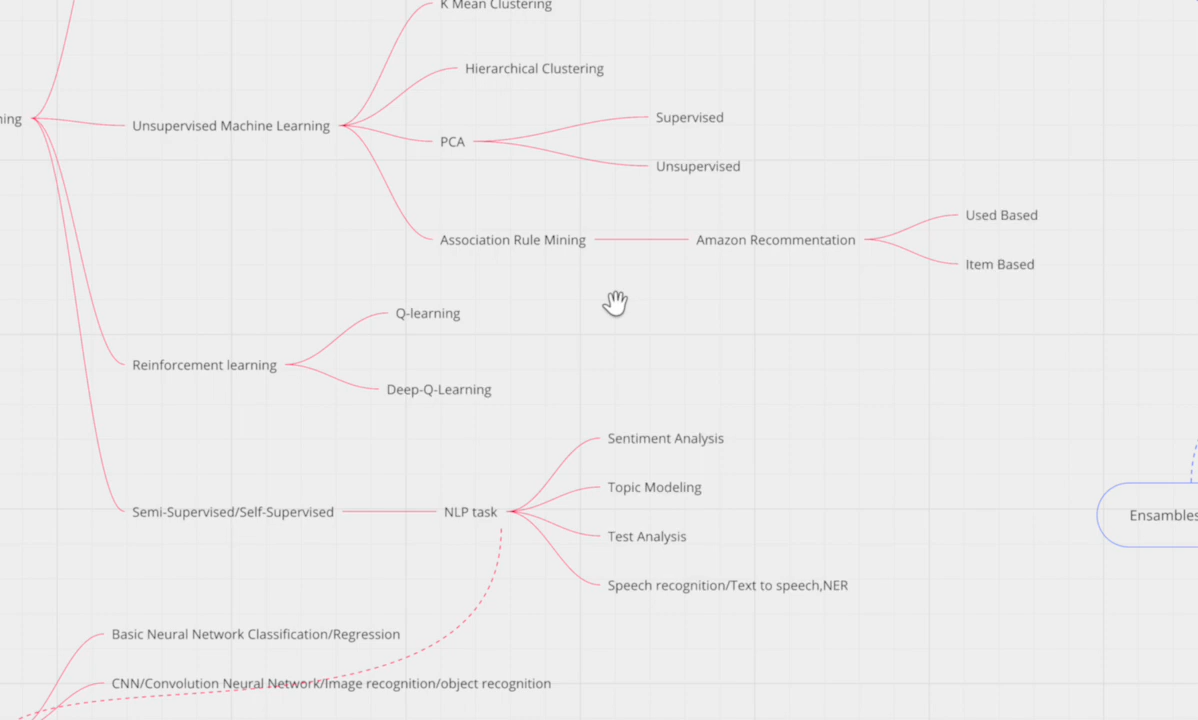 K Mean Clustering
Hierarchical Clustering
Supervised
ning
Unsupervised Machine Learning
PCA
Unsupervised
Used Based
Association Rule Mining
Amazon Recommentation
Item Based
Q-learning
Reinforcement learning
Deep-Q-Learning
Sentiment Analysis
Topic Modeling
Semi-Supervised/Self-Supervised
NLP task
Ensambles
Test Analysis
Speech recognition/Text to speech,NER
Basic Neural Network Classification/Regression
CNN/Convolution Neural Network/Image recognition/object recognition